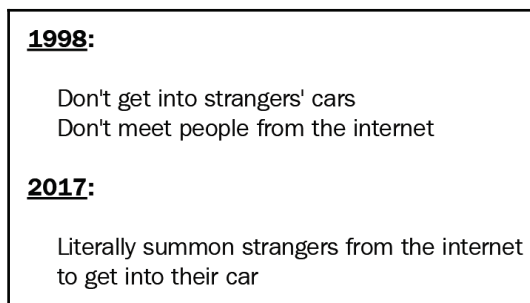 1998:
Don't get into strangers' cars
Don't meet people from the internet
2017:
Literally summon strangers from the internet
to get into their car